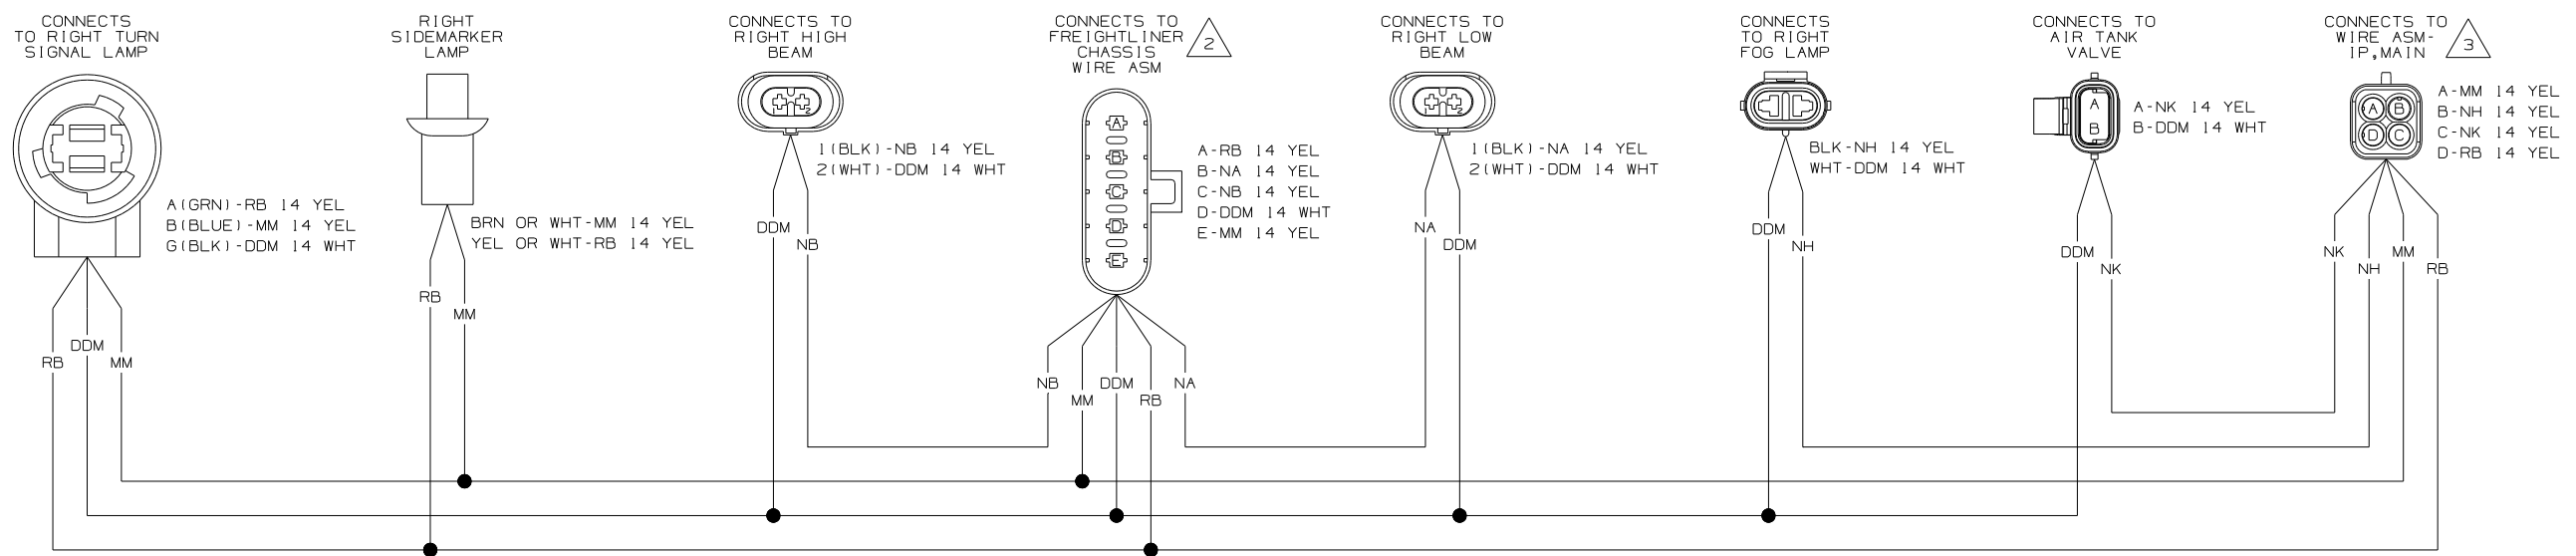 CONNECTS
TO RIGHT TURN
SIGNAL LAMP
A(GRN)-RB 14 YEL
B(BLUE)-MM 14 YEL
G(BLK)-DDM 14 WHT
RB
DDM
MM
RIGHT
SIDEMARKER
LAMP
BRN OR WHT-MM 14 YEL
YEL OR WHT-RB 14 YEL
RB
MM
CONNECTS TO
RIGHT HIGH
BEAM
1 2
1(BLK)-NB 14 YEL
2(WHT)-DDM 14 WHT
DDM
NB
CONNECTS TO
FREIGHTLINER
CHASSIS
WIRE ASM
2
A
B
C
D
E
A-RB 14 YEL
B-NA 14 YEL
C-NB 14 YEL
D-DDM 14 WHT
E-MM 14 YEL
NB
MM
DDM
RB
NA
CONNECTS TO
RIGHT LOW
BEAM
1 2
1(BLK)-NA 14 YEL
2(WHT)-DDM 14 WHT
NA
DDM
CONNECTS
TO RIGHT
FOG LAMP
BLK-NH 14 YEL
WHT-DDM 14 WHT
DDM
NH
CONNECTS TO
AIR TANK
VALVE
A
B
A-NK 14 YEL
B-DDM 14 WHT
DDM
NK
CONNECTS TO
WIRE ASM-
IP,MAIN
3
A B
D C
A-MM 14 YEL
B-NH 14 YEL
C-NK 14 YEL
D-RB 14 YEL
NK
NH
MM
RB